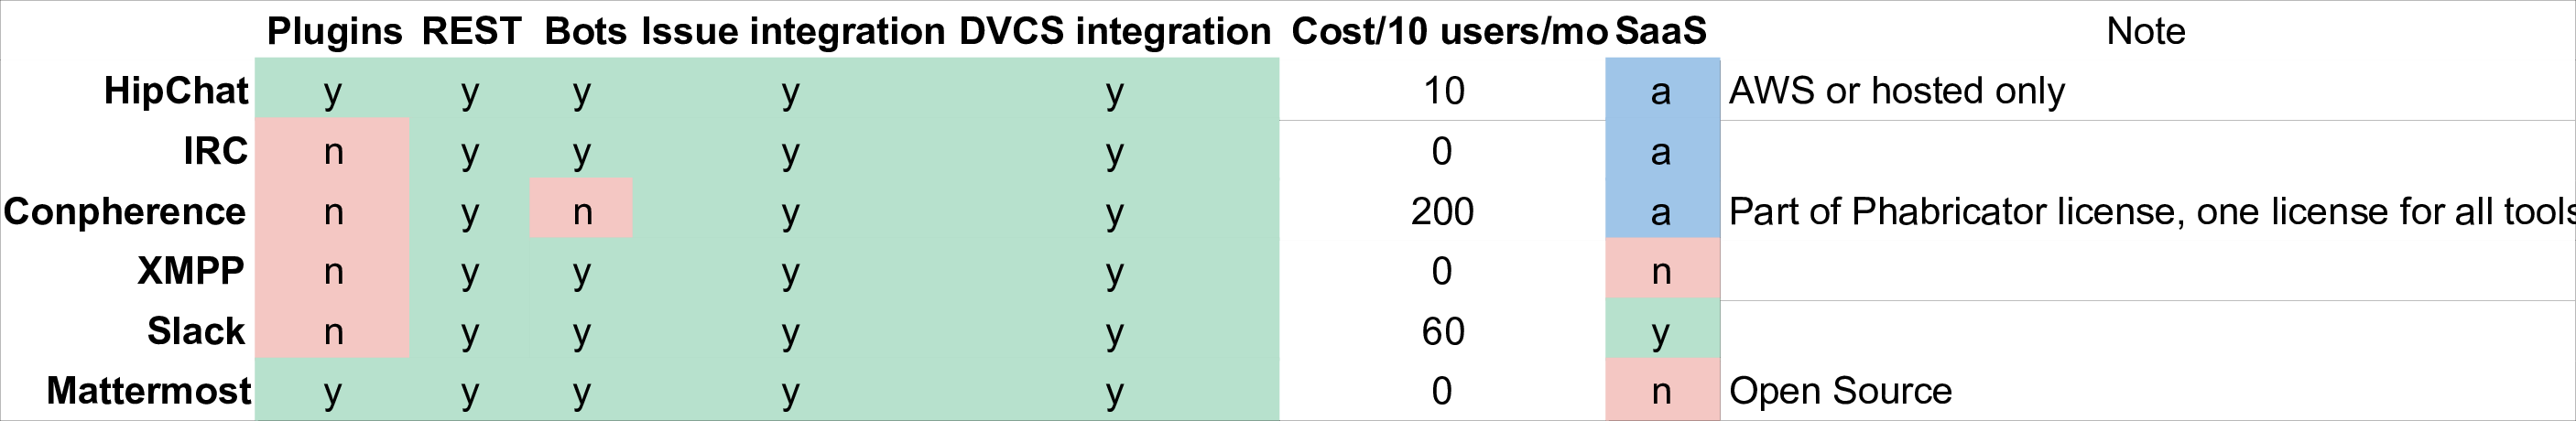 Plugins REST Bots Issue integration DVCS integration Cost/10 users/mo SaaS Note
HipChat y y y y y 10 a AWS or hosted only
IRC n y y y y 0 a
Conpherence n y n y y 200 a Part of Phabricator license, one license for all tools
XMPP n y y y y 0 n
Slack n y y y y 60 y
Mattermost y y y y y 0 n Open Source